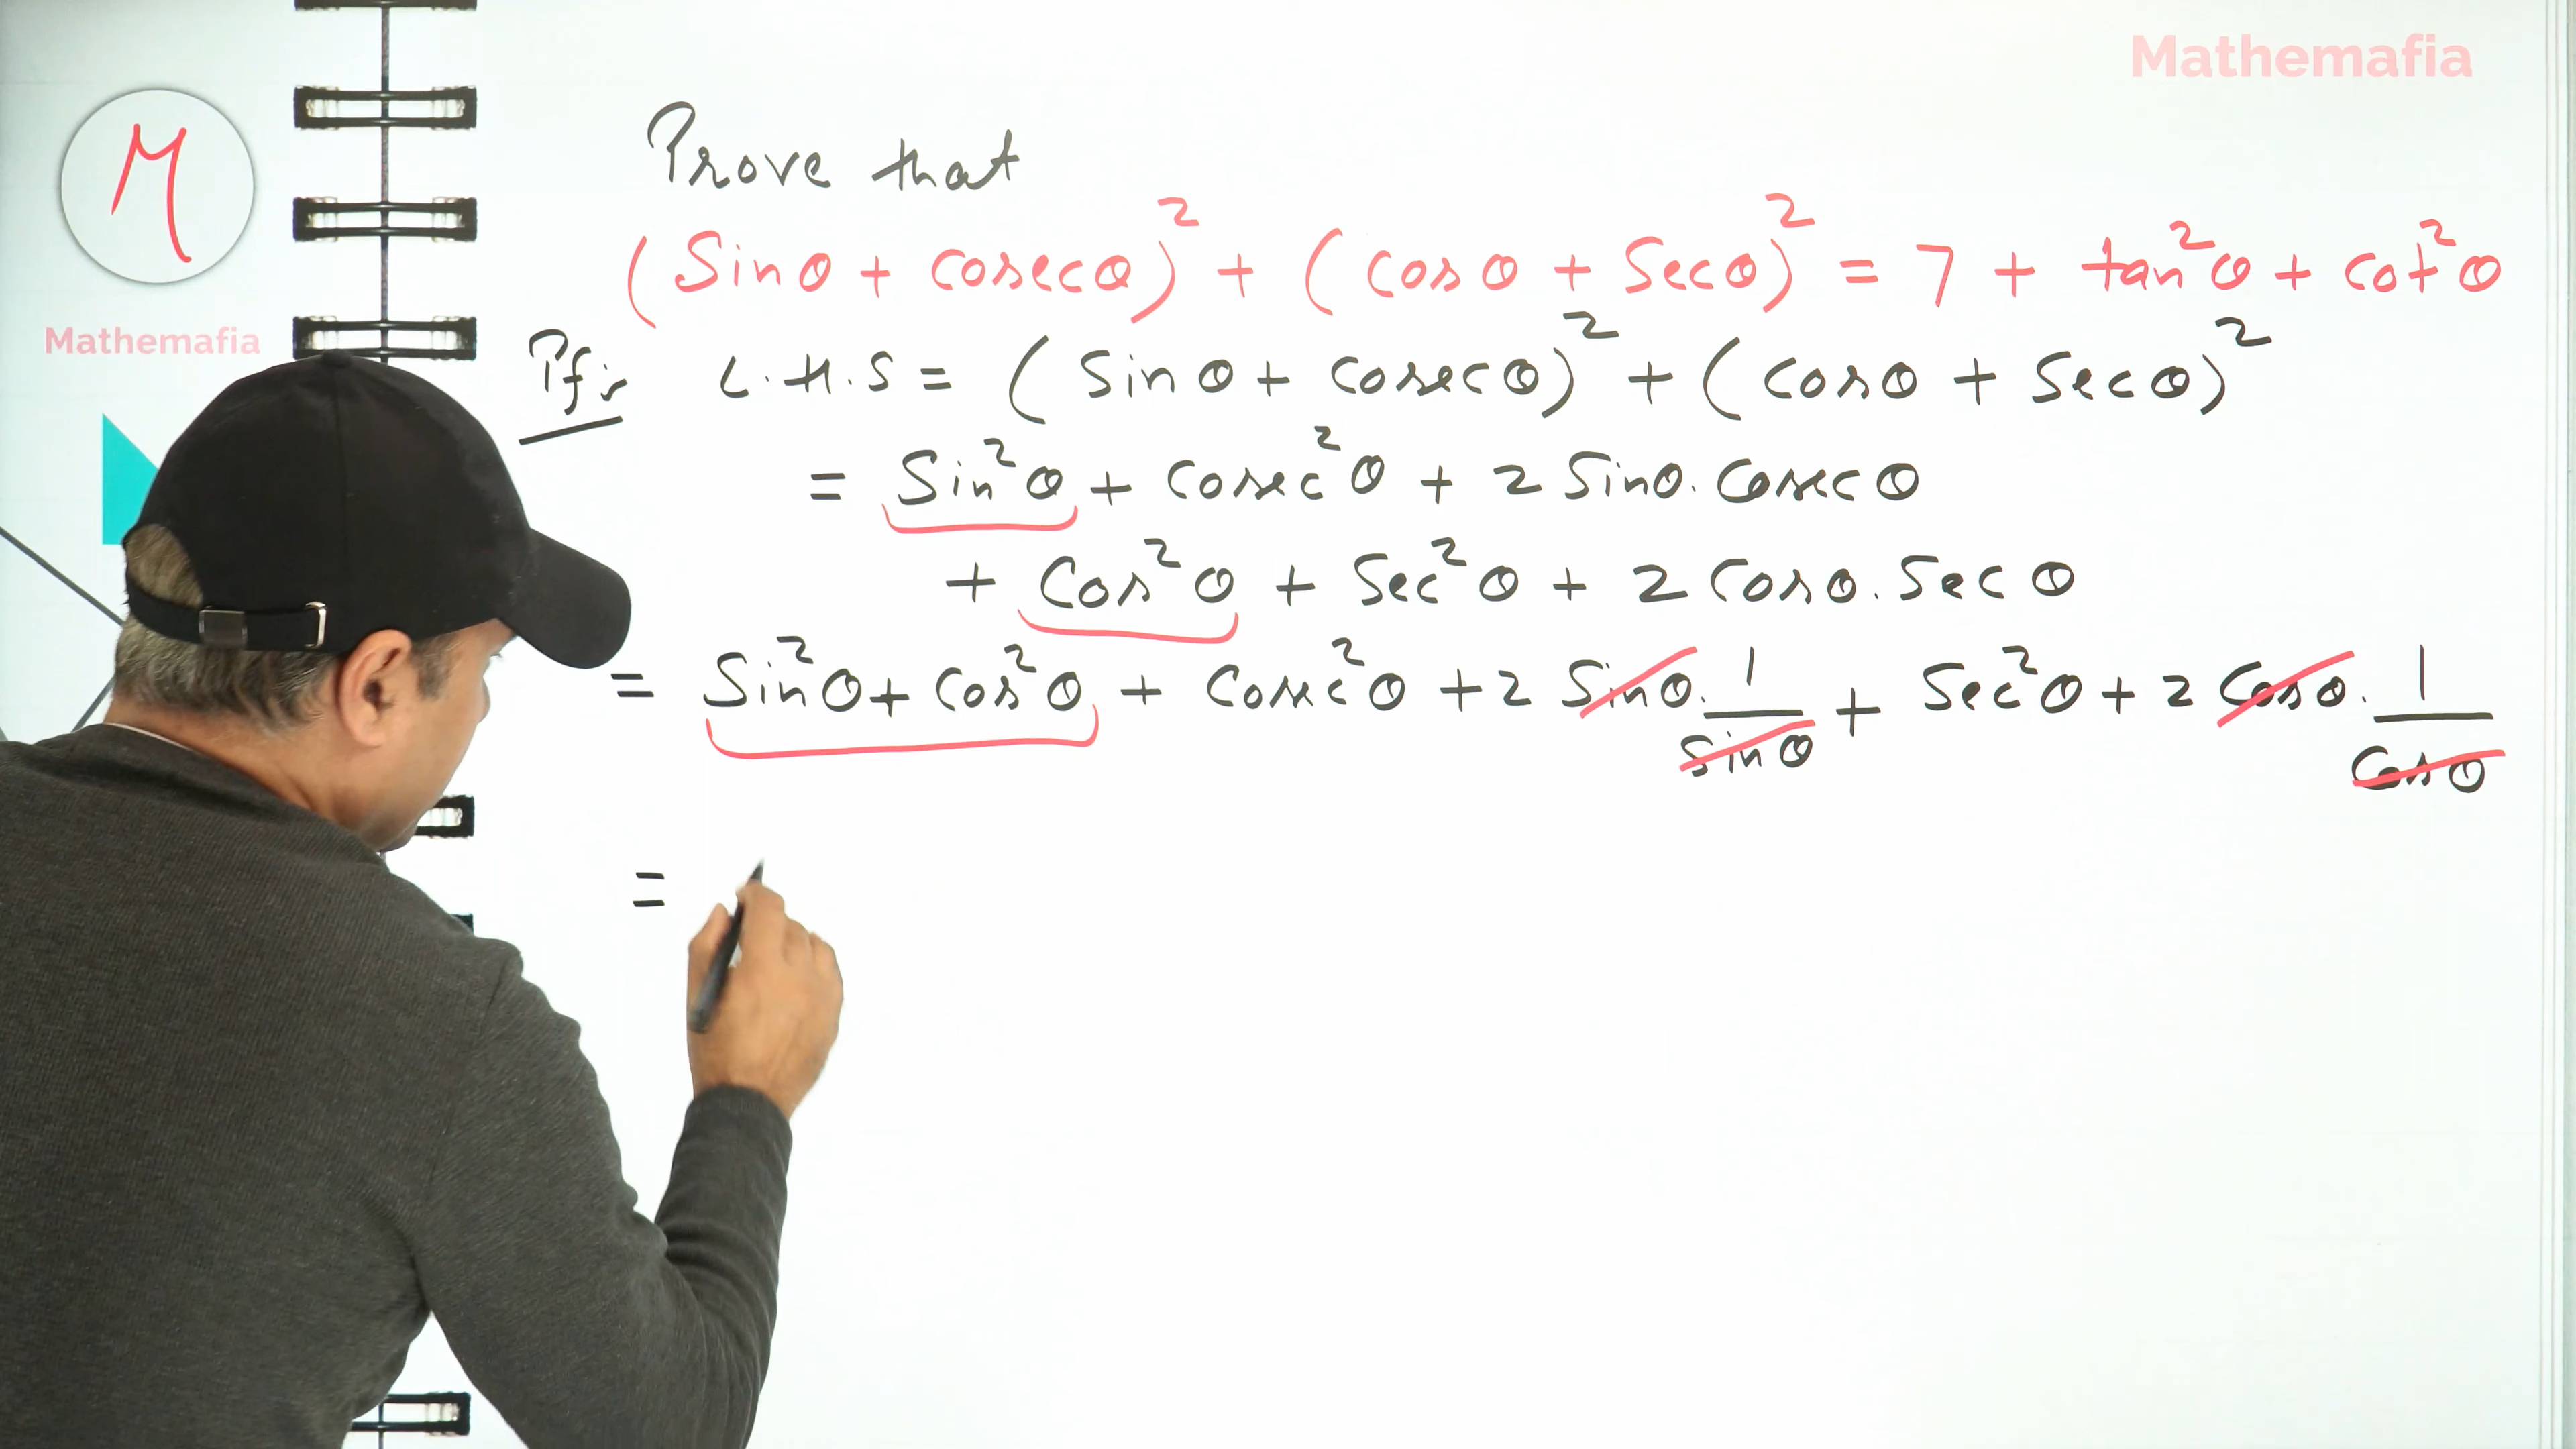 Mathemafia
M
Mathemafia
Prove that
(Sinθ + cosecθ)² + (cosθ + Secθ)² = 7 + tan²θ + cot²θ
Pf:- L.H.S = (Sinθ + cosecθ)² + (cosθ + Secθ)²
= Sin²θ + cosec²θ + 2 Sinθ. Cosecθ
+ Cos²θ + Sec²θ + 2 Cosθ. Secθ
= Sin²θ + Cos²θ + Cosec²θ + 2 Sinθ. 1/Sinθ + Sec²θ + 2 Cosθ. 1/Cosθ
=